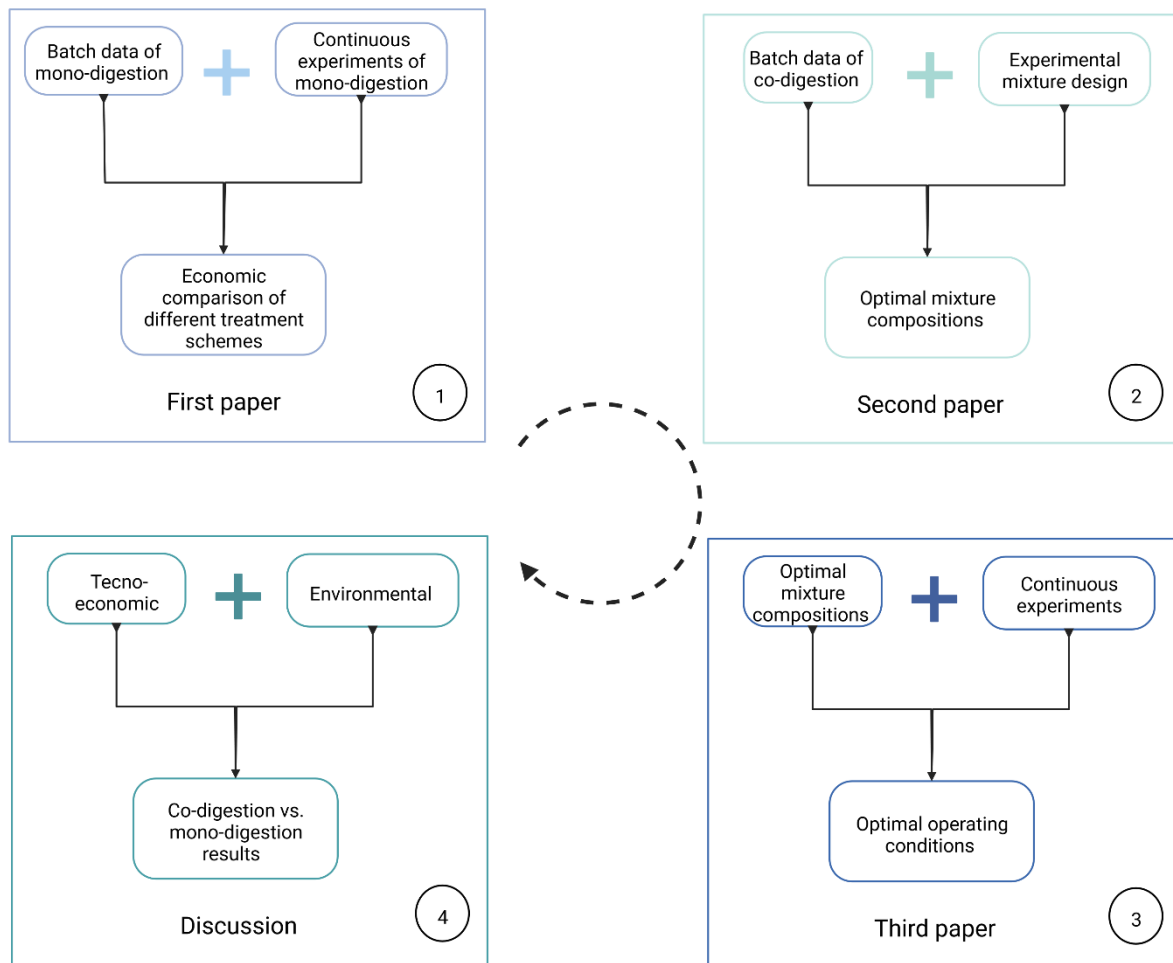 Batch data of
mono-digestion
Continuous
experiments of
mono-digestion
Economic
comparison of
different treatment
schemes
First paper
1
Batch data of
co-digestion
Experimental
mixture design
Optimal mixture
compositions
Second paper
2
Optimal
mixture
compositions
Continuous
experiments
Optimal operating
conditions
Third paper
3
Tecno-
economic
Environmental
Co-digestion vs.
mono-digestion
results
Discussion
4